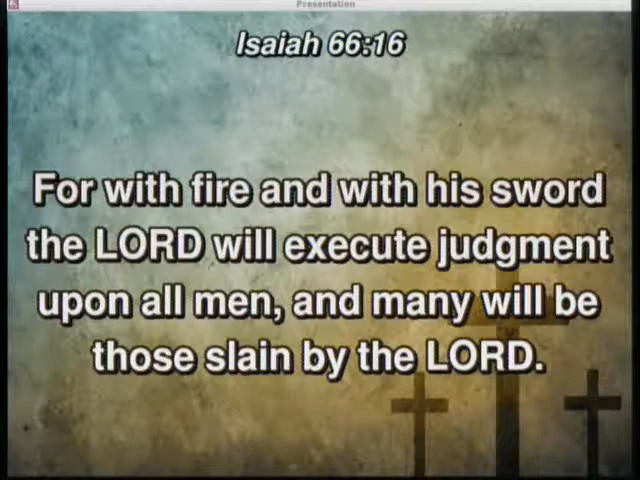 Presentation
Isaiah 66:16
For with fire and with his sword
the LORD will execute judgment
upon all men, and many will be
those slain by the LORD.